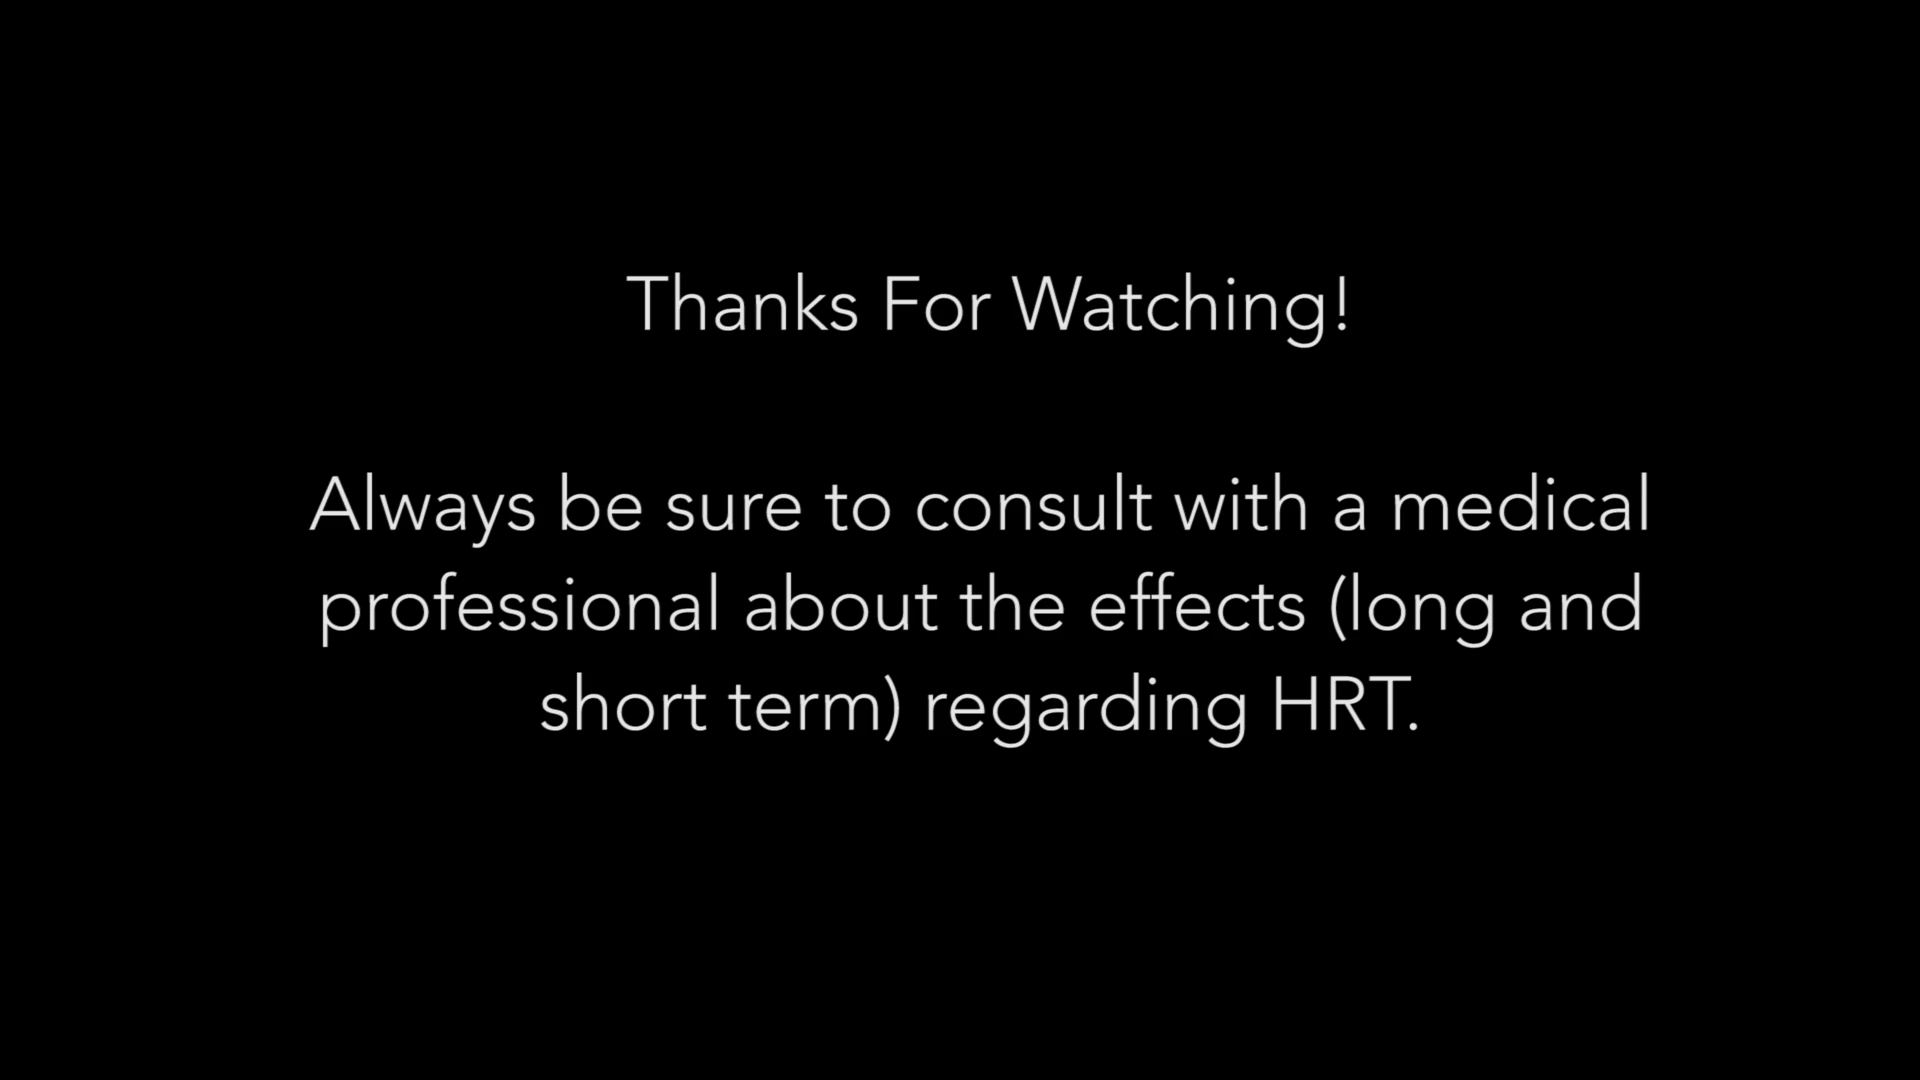 Thanks For Watching!
Always be sure to consult with a medical
professional about the effects (long and
short term) regarding HRT.